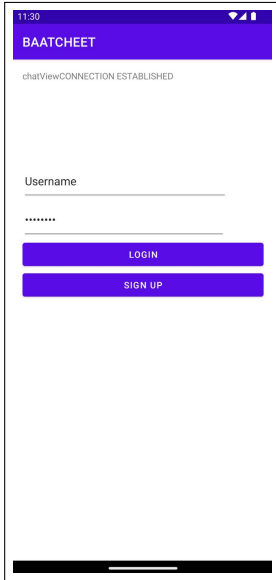 11:30
BAATCHEET
chatViewCONNECTION ESTABLISHED
Username
••••••••
LOGIN
SIGN UP